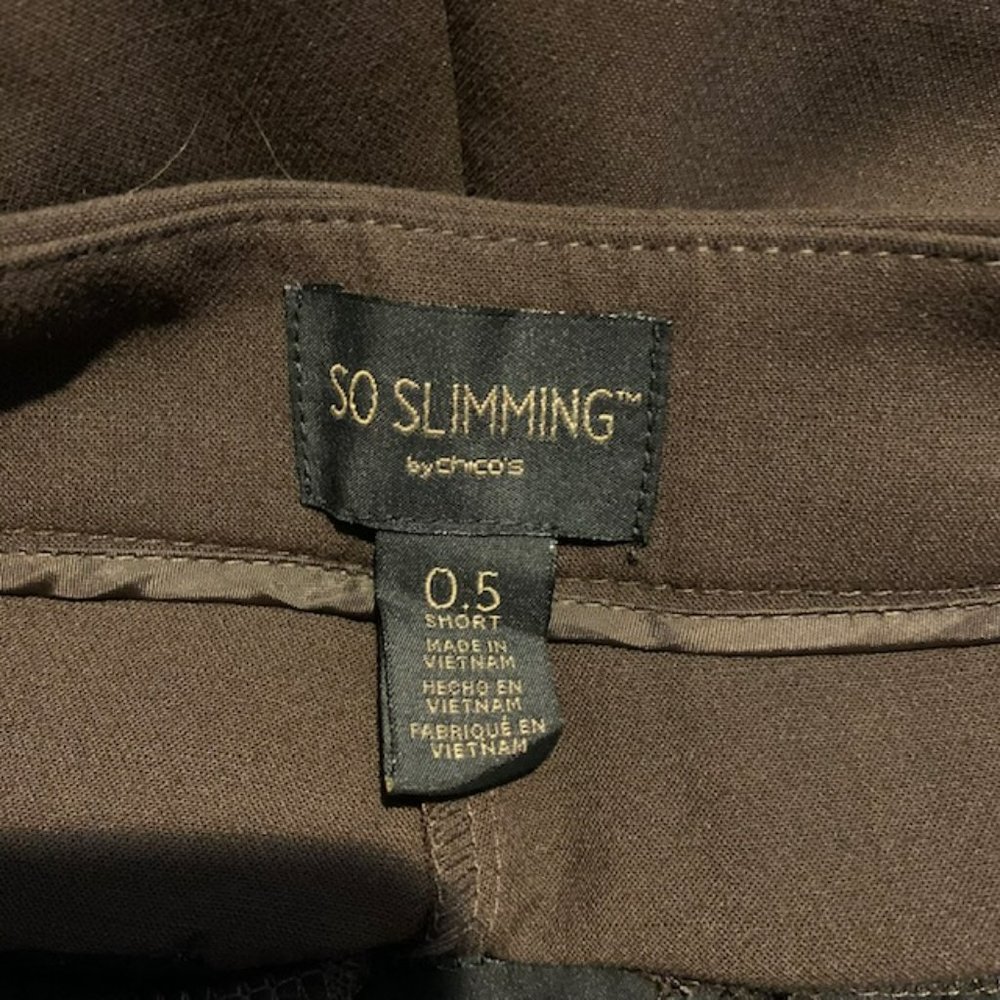 SO SLIMMING™
by chico's
0.5
SHORT
MADE IN
VIETNAM
HECHO EN
VIETNAM
FABRIQUÉ EN
VIETNAM